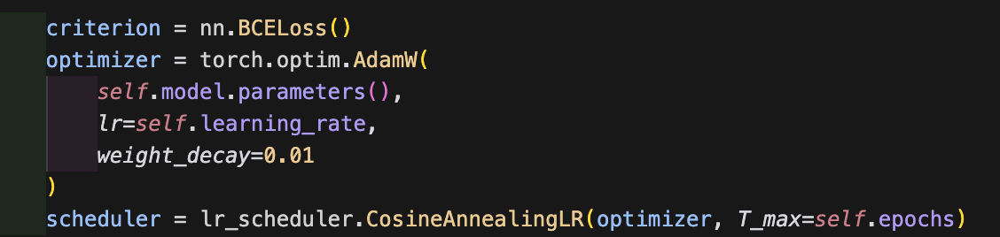 criterion = nn.BCELoss()
optimizer = torch.optim.AdamW(
    self.model.parameters(),
    lr=self.learning_rate,
    weight_decay=0.01
)
scheduler = lr_scheduler.CosineAnnealingLR(optimizer, T_max=self.epochs)